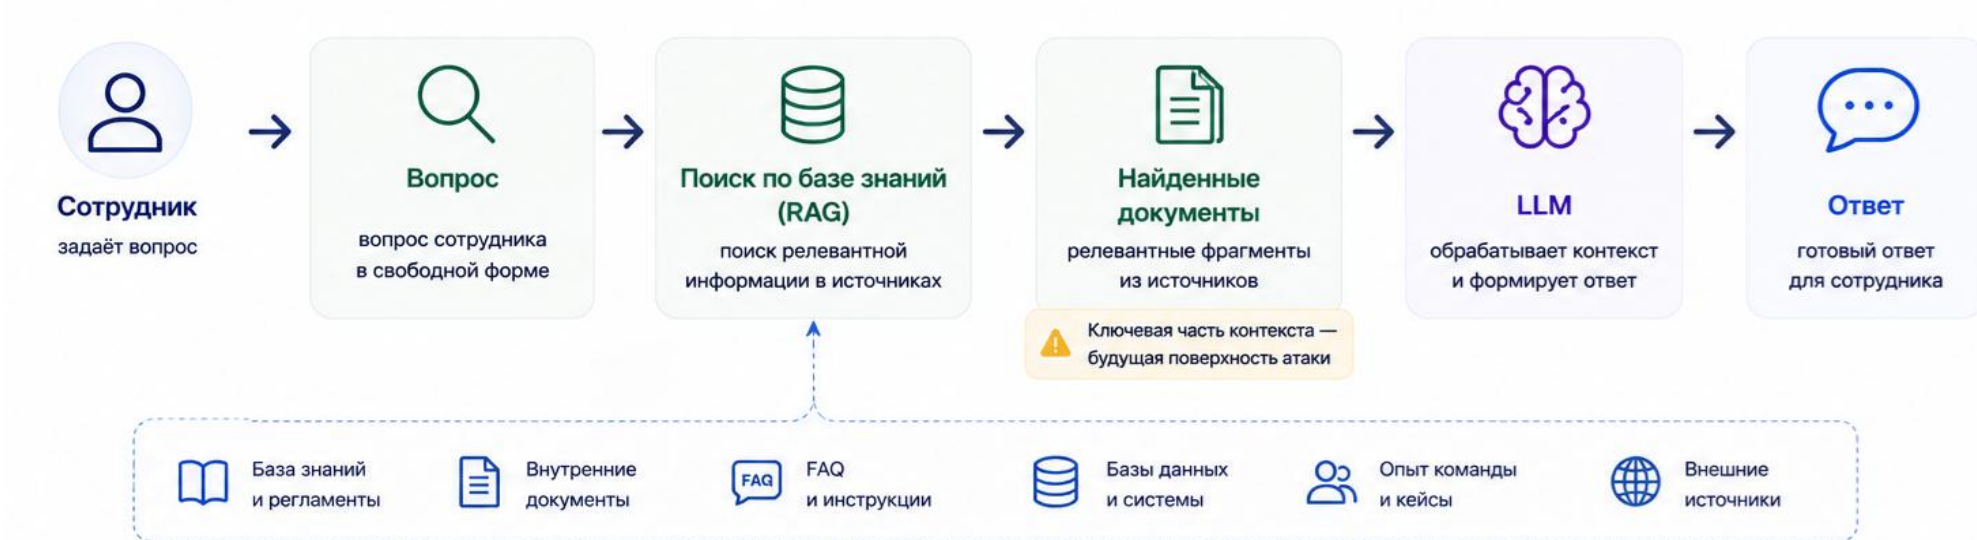 Сотрудник
задаёт вопрос
Вопрос
вопрос сотрудника
в свободной форме
Поиск по базе знаний
(RAG)
поиск релевантной
информации в источниках
Найденные
документы
релевантные фрагменты
из источников
Ключевая часть контекста —
будущая поверхность атаки
LLM
обрабатывает контекст
и формирует ответ
Ответ
готовый ответ
для сотрудника
База знаний
и регламенты
Внутренние
документы
FAQ
FAQ
и инструкции
Базы данных
и системы
Опыт команды
и кейсы
Внешние
источники